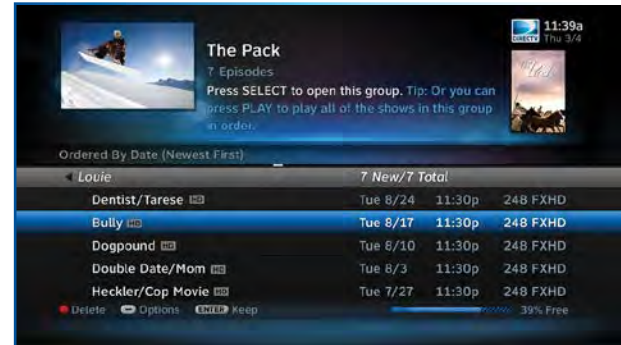 The Pack
7 Episodes
Press SELECT to open this group. Tip: Or you can
press PLAY to play all of the shows in this group
in order.
DIRECTV
11:39a
Thu 3/4
Ordered By Date (Newest First)
Louie 7 New/7 Total
Dentist/Tarese HD Tue 8/24 11:30p 248 FXHD
Bully HD Tue 8/17 11:30p 248 FXHD
Dogpound HD Tue 8/10 11:30p 248 FXHD
Double Date/Mom HD Tue 8/3 11:30p 248 FXHD
Heckler/Cop Movie HD Tue 7/27 11:30p 248 FXHD
Delete Options ENTER Keep 39% Free